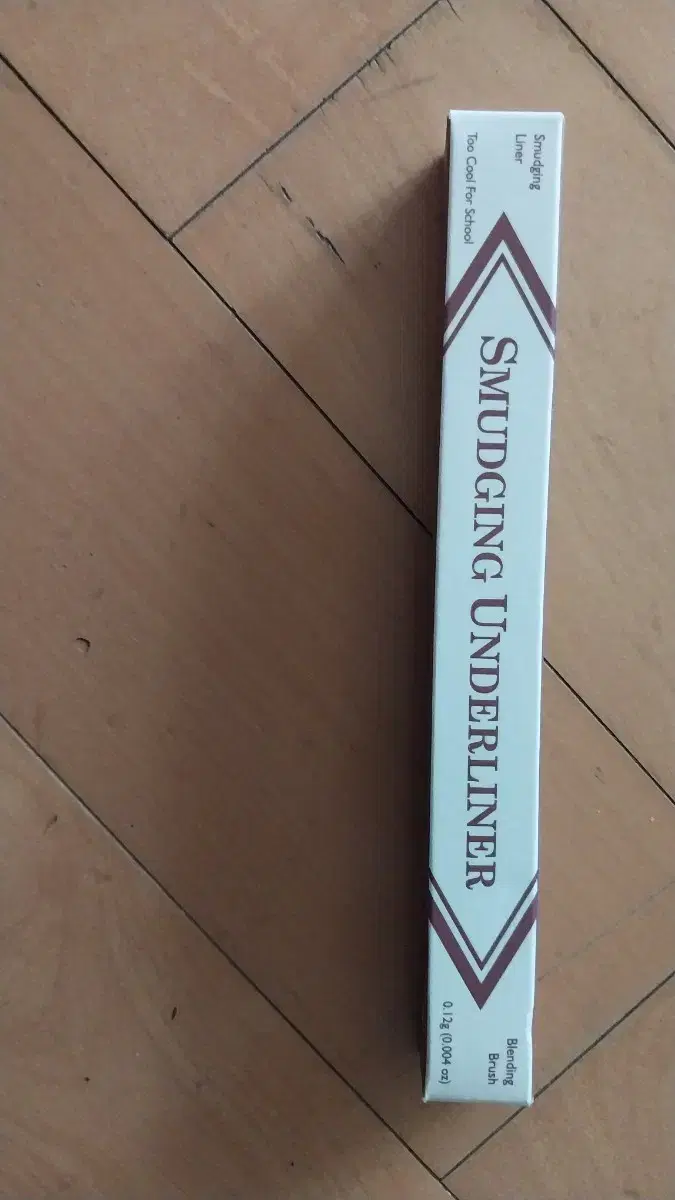 Smudging
Liner
Too Cool For School
SMUDGING UNDERLINER
Blending
Brush
0.12g (0.004 oz)